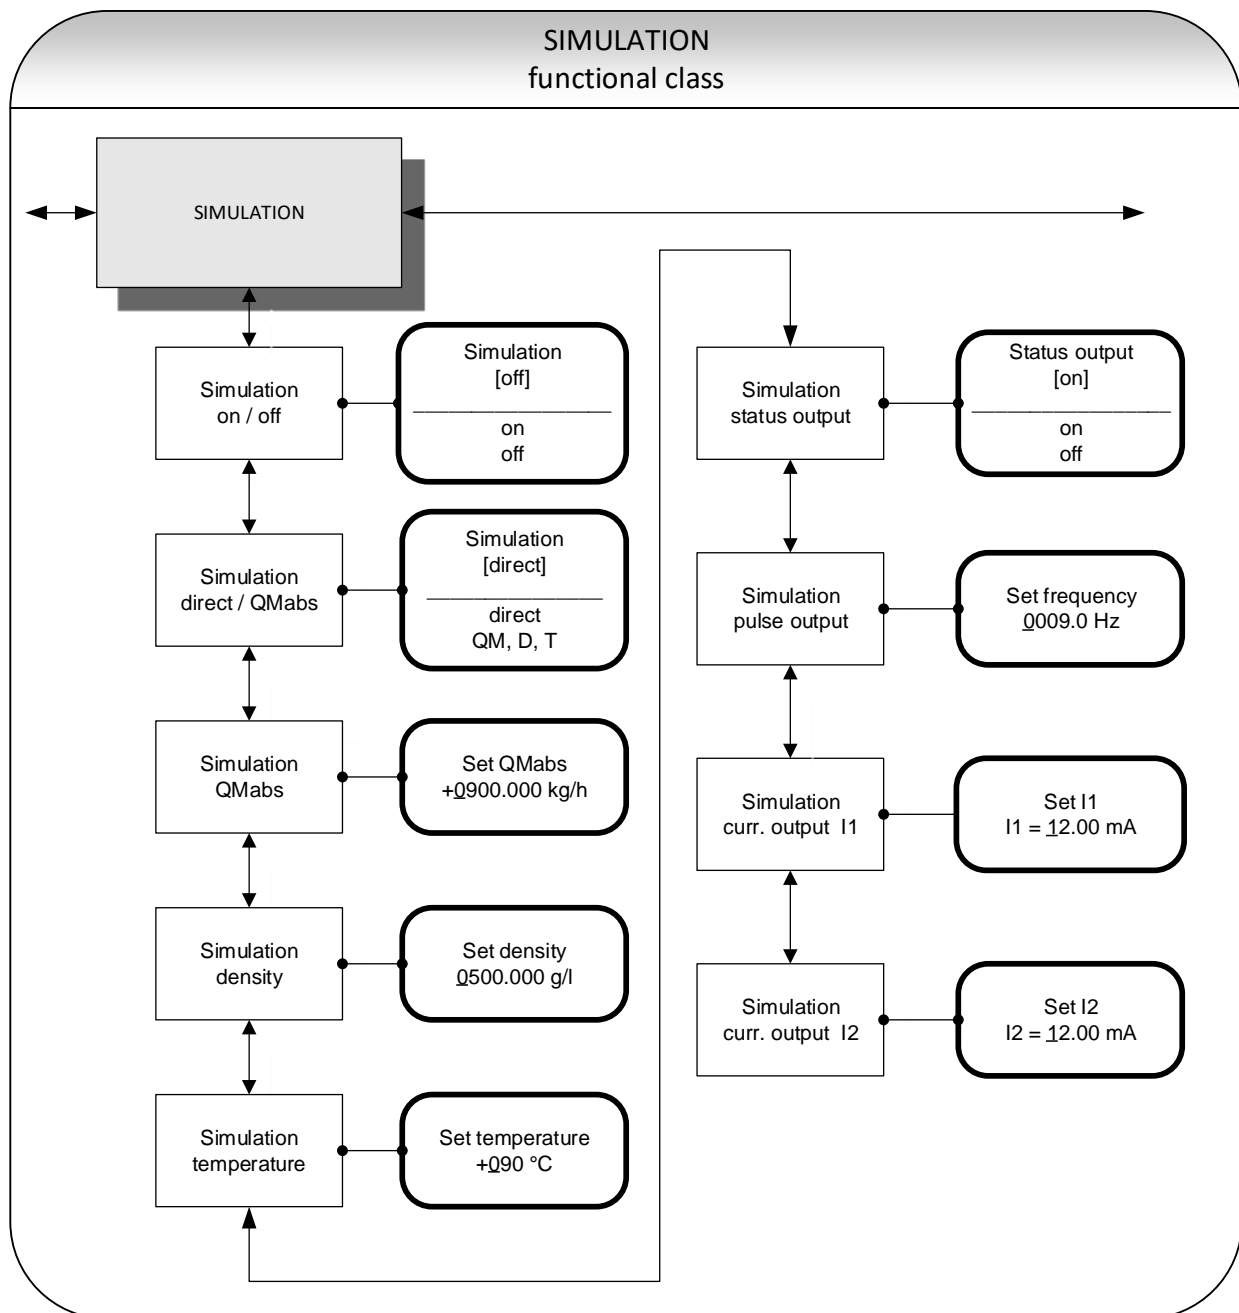 SIMULATION
functional class
SIMULATION
Simulation
on / off
Simulation
[off]
on
off
Simulation
direct / QMabs
Simulation
[direct]
direct
QM, D, T
Simulation
QMabs
Set QMabs
+0900.000 kg/h
Simulation
density
Set density
0500.000 g/l
Simulation
temperature
Set temperature
+090 °C
Simulation
status output
Status output
[on]
on
off
Simulation
pulse output
Set frequency
0009.0 Hz
Simulation
curr. output I1
Set I1
I1 = 12.00 mA
Simulation
curr. output I2
Set I2
I2 = 12.00 mA